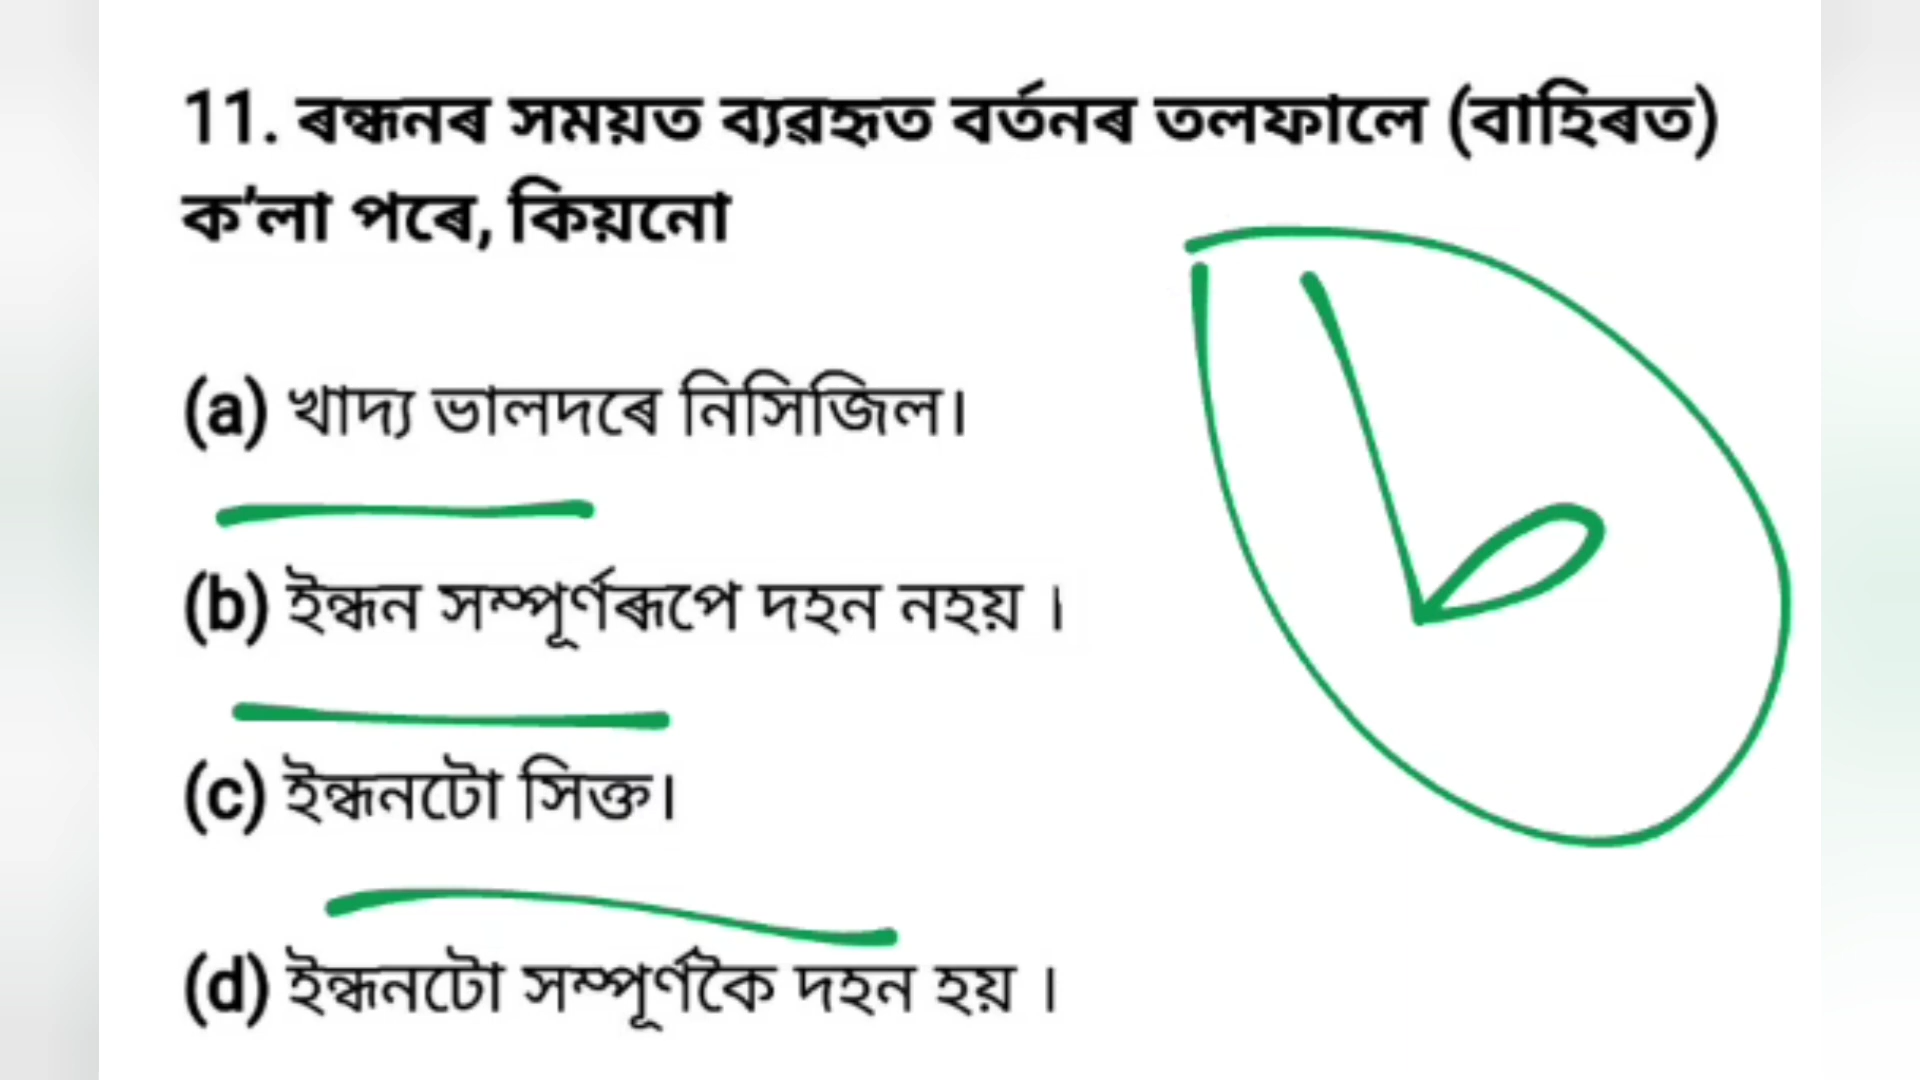 11. ৰন্ধনৰ সময়ত ব্যৱহৃত বৰ্তনৰ তলফালে (বাহিৰত)
ক'লা পৰে, কিয়নো
(a) খাদ্য ভালদৰে নিসিজিল।
(b) ইন্ধন সম্পূৰ্ণৰূপে দহন নহয় ।
(c) ইন্ধনটো সিক্ত।
(d) ইন্ধনটো সম্পূৰ্ণকৈ দহন হয় ।
b